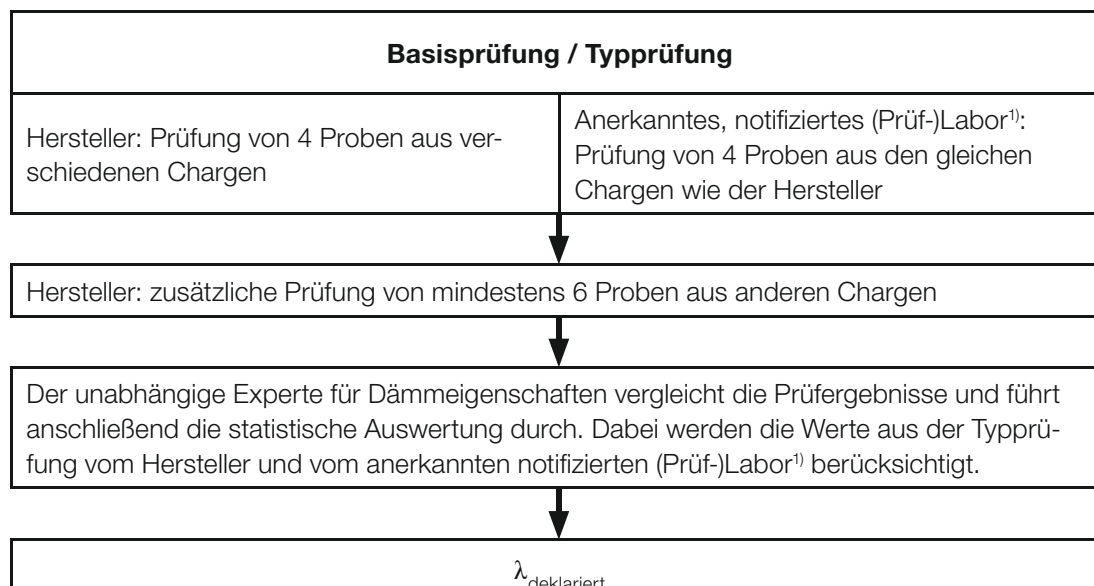 Basisprüfung / Typprüfung
Hersteller: Prüfung von 4 Proben aus ver-
schiedenen Chargen
Anerkanntes, notifiziertes (Prüf-)Labor¹⁾:
Prüfung von 4 Proben aus den gleichen
Chargen wie der Hersteller
Hersteller: zusätzliche Prüfung von mindestens 6 Proben aus anderen Chargen
Der unabhängige Experte für Dämmeigenschaften vergleicht die Prüfergebnisse und führt
anschließend die statistische Auswertung durch. Dabei werden die Werte aus der Typprü-
fung vom Hersteller und vom anerkannten notifizierten (Prüf-)Labor¹⁾ berücksichtigt.
λ deklariert